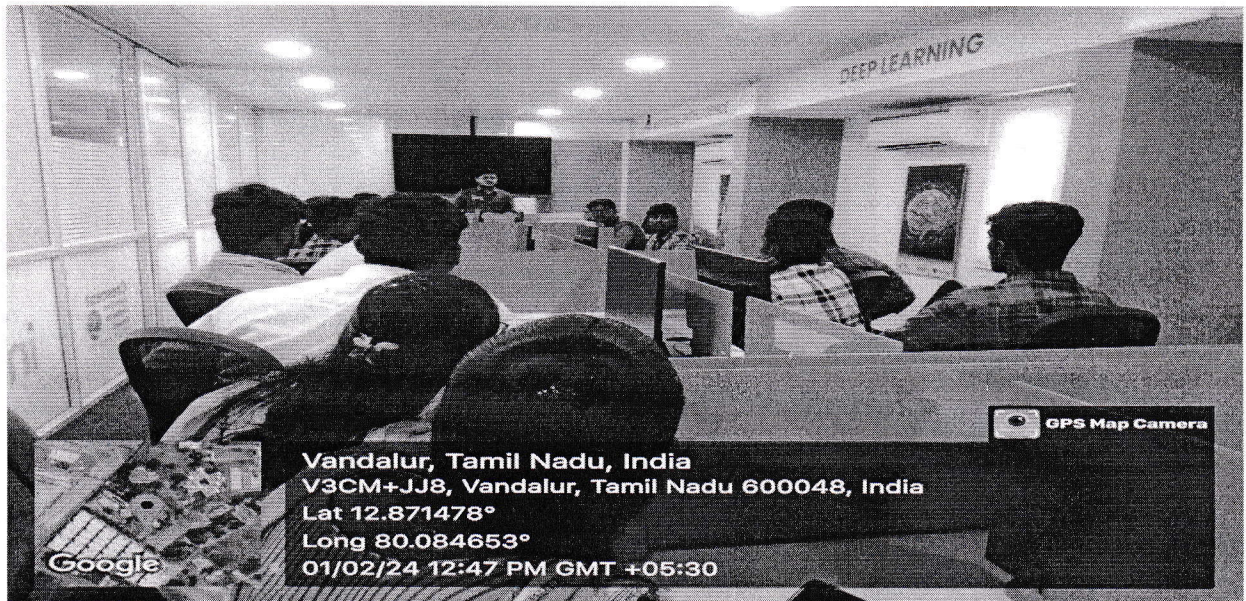 DEEP LEARNING
GPS Map Camera
Vandalur, Tamil Nadu, India
V3CM+JJ8, Vandalur, Tamil Nadu 600048, India
Lat 12.871478°
Long 80.084653°
01/02/24 12:47 PM GMT +05:30
Google